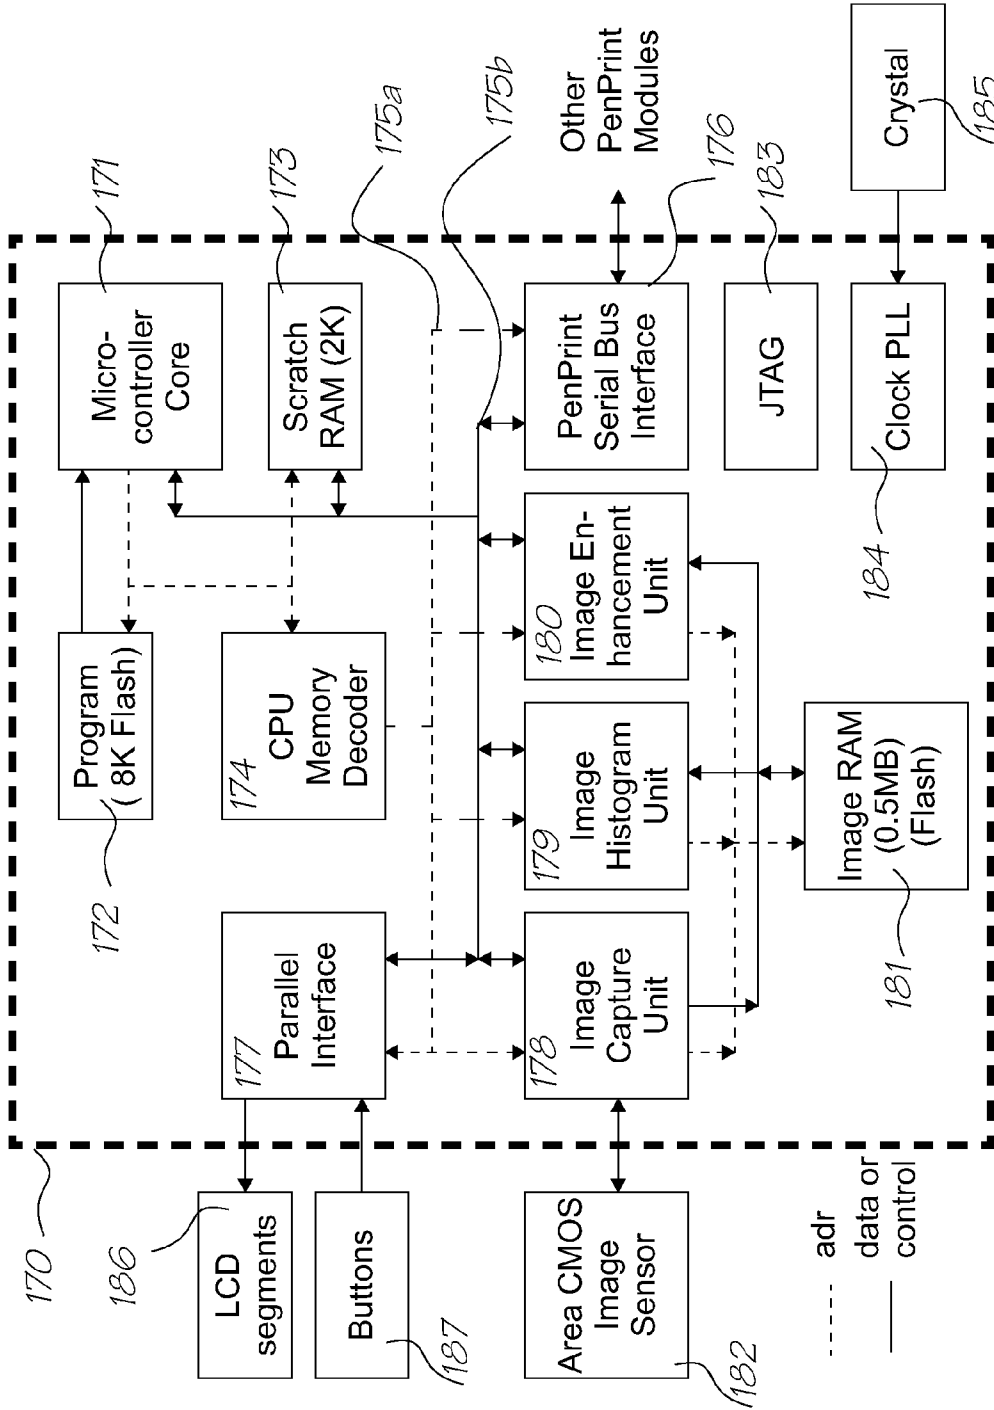 170
186
LCD
segments
Buttons
187
Area CMOS
Image
Sensor
182
adr
data or
control
172
Program
( 8K Flash)
171
Micro-
controller
Core
173
Scratch
RAM (2K)
174
CPU
Memory
Decoder
175a
175b
177
Parallel
Interface
178
Image
Capture
Unit
179
Image
Histogram
Unit
180
Image En-
hancement
Unit
PenPrint
Serial Bus
Interface
176
Other
PenPrint
Modules
JTAG
183
184
Clock PLL
Crystal
185
Image RAM
(0.5MB)
(Flash)
181